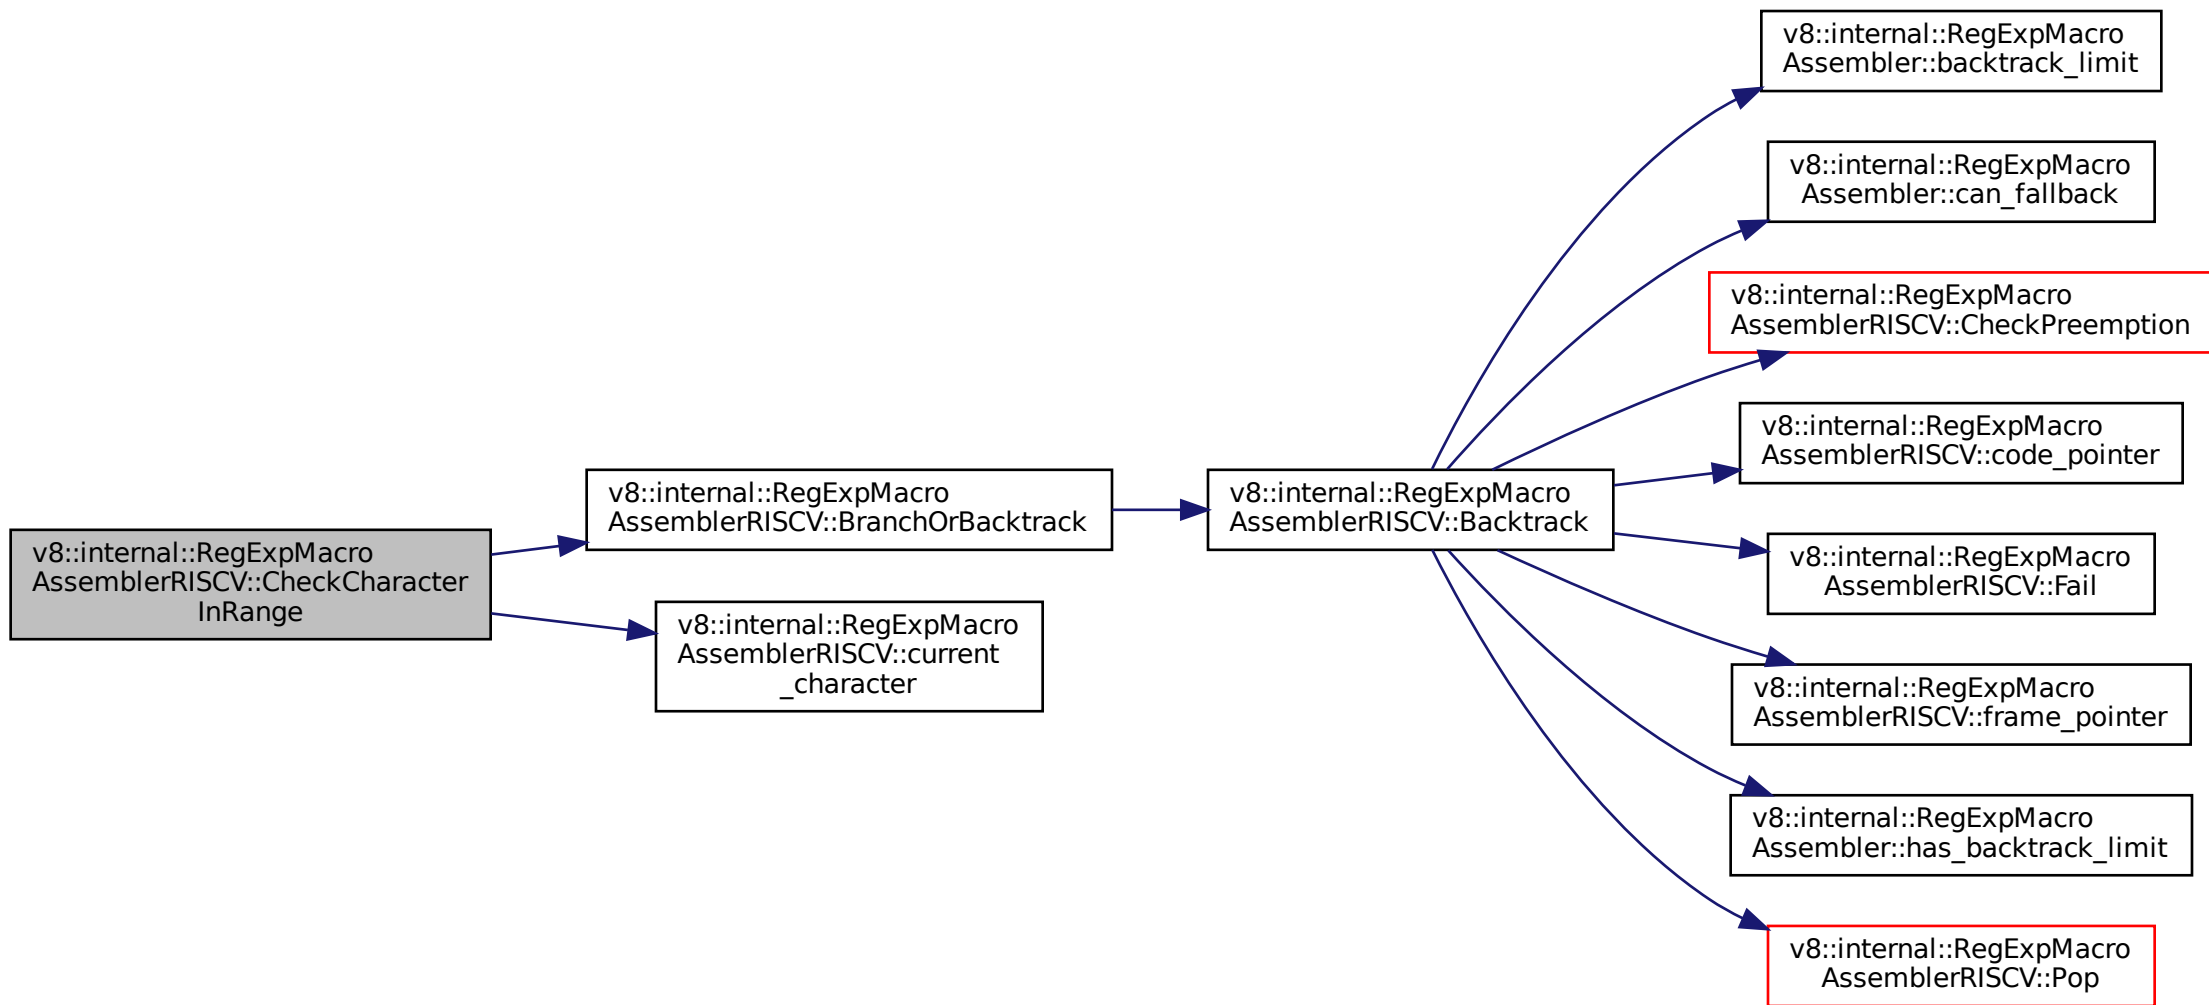 v8::internal::RegExpMacro
AssemblerRISCV::CheckCharacter
InRange
v8::internal::RegExpMacro
AssemblerRISCV::BranchOrBacktrack
v8::internal::RegExpMacro
AssemblerRISCV::current
_character
v8::internal::RegExpMacro
AssemblerRISCV::Backtrack
v8::internal::RegExpMacro
Assembler::backtrack_limit
v8::internal::RegExpMacro
Assembler::can_fallback
v8::internal::RegExpMacro
AssemblerRISCV::CheckPreemption
v8::internal::RegExpMacro
AssemblerRISCV::code_pointer
v8::internal::RegExpMacro
AssemblerRISCV::Fail
v8::internal::RegExpMacro
AssemblerRISCV::frame_pointer
v8::internal::RegExpMacro
Assembler::has_backtrack_limit
v8::internal::RegExpMacro
AssemblerRISCV::Pop